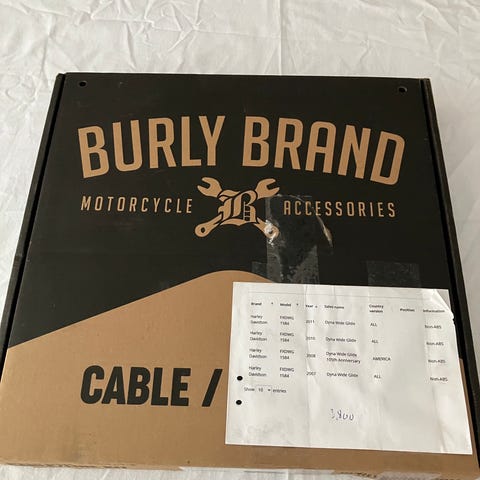 BURLY BRAND
MOTORCYCLE B ACCESSORIES
CABLE /
Brand Model Year Sales name Country version Position Information
Harley Davidson FXDWG 1584 2011 Dyna Wide Glide ALL Non-ABS
Harley Davidson FXDWG 1584 2010 Dyna Wide Glide ALL Non-ABS
Harley Davidson FXDWG 1584 2008 Dyna Wide Glide 105th Anniversary AMERICA Non-ABS
Harley Davidson FXDWG 1584 2007 Dyna Wide Glide ALL Non-ABS
Show 10 entries